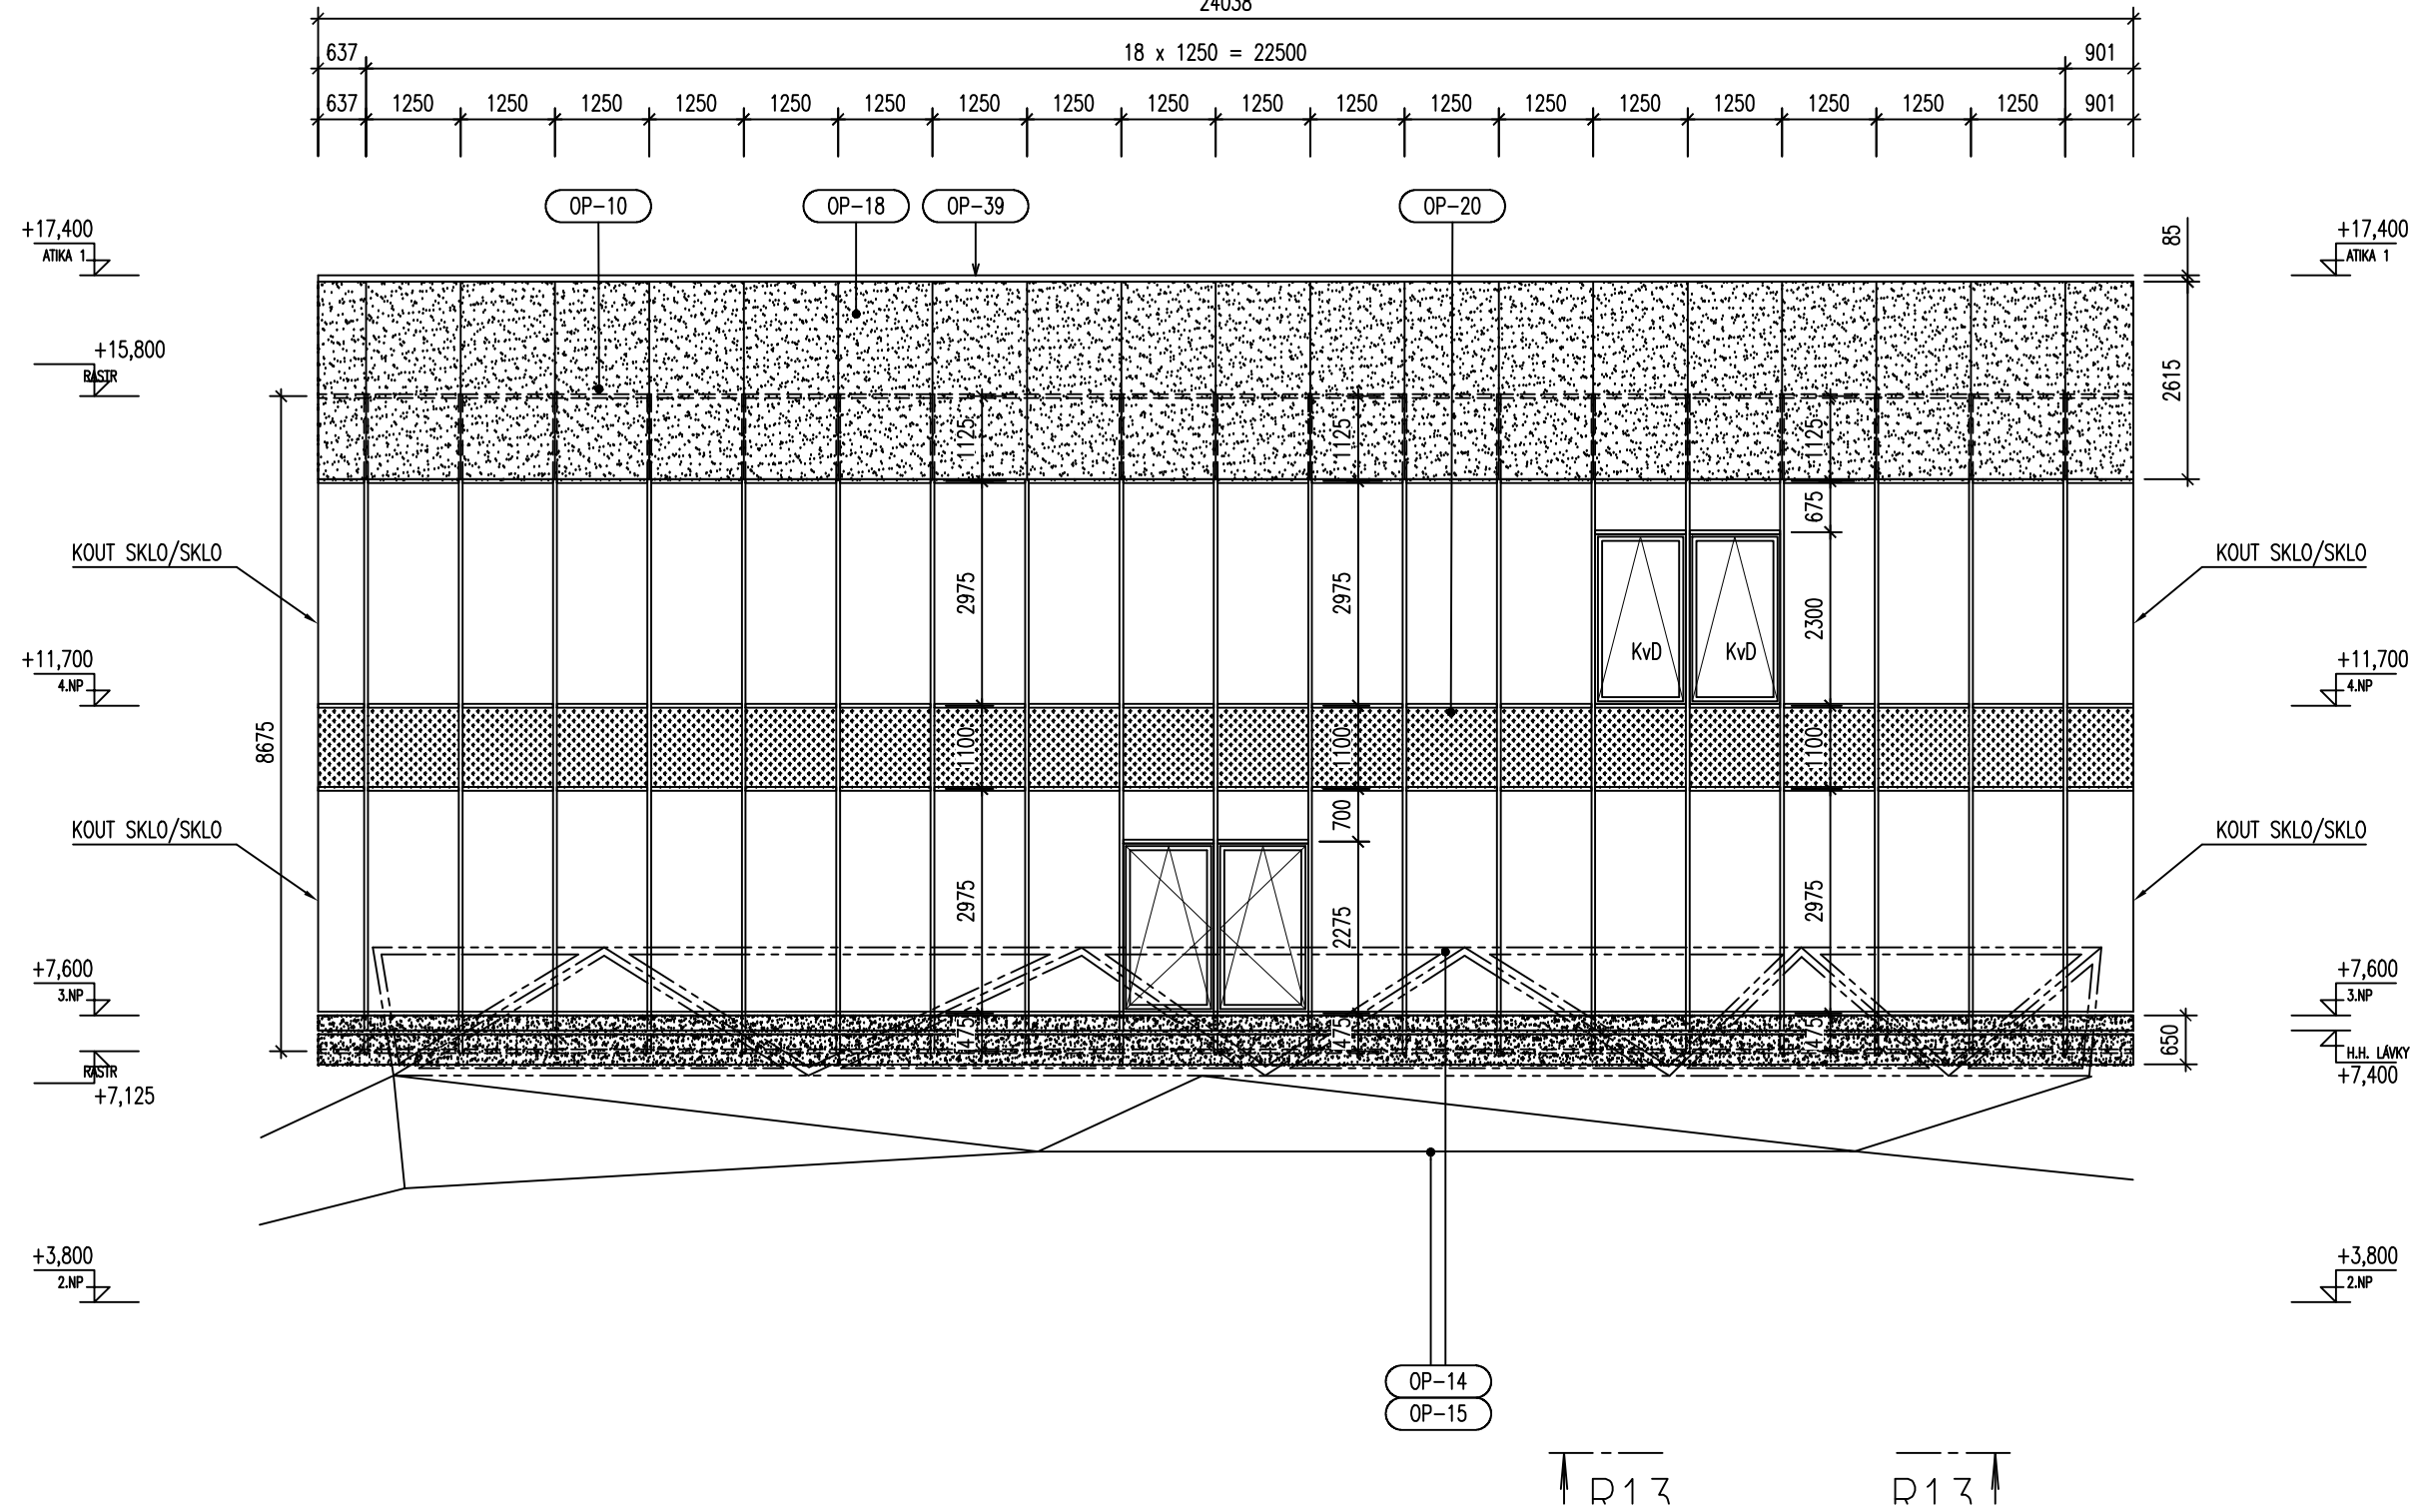 24038
637
18 x 1250 = 22500
901
637 1250 1250 1250 1250 1250 1250 1250 1250 1250 1250 1250 1250 1250 1250 1250 1250 1250 1250 901
OP-10
OP-18
OP-39
OP-20
+17,400
ATIKA 1
85
+17,400
ATIKA 1
+15,800
RASTR
2615
1125
1125
1125
675
KOUT SKLO/SKLO
KOUT SKLO/SKLO
2975
2975
2300
KvD
KvD
+11,700
4.NP
+11,700
4.NP
8675
1100
1100
1100
700
KOUT SKLO/SKLO
KOUT SKLO/SKLO
2975
2275
2975
+7,600
3.NP
+7,600
3.NP
475
475
475
650
RASTR
+7,125
H.H. LÁVKY
+7,400
+3,800
2.NP
+3,800
2.NP
OP-14
OP-15
R13
R13